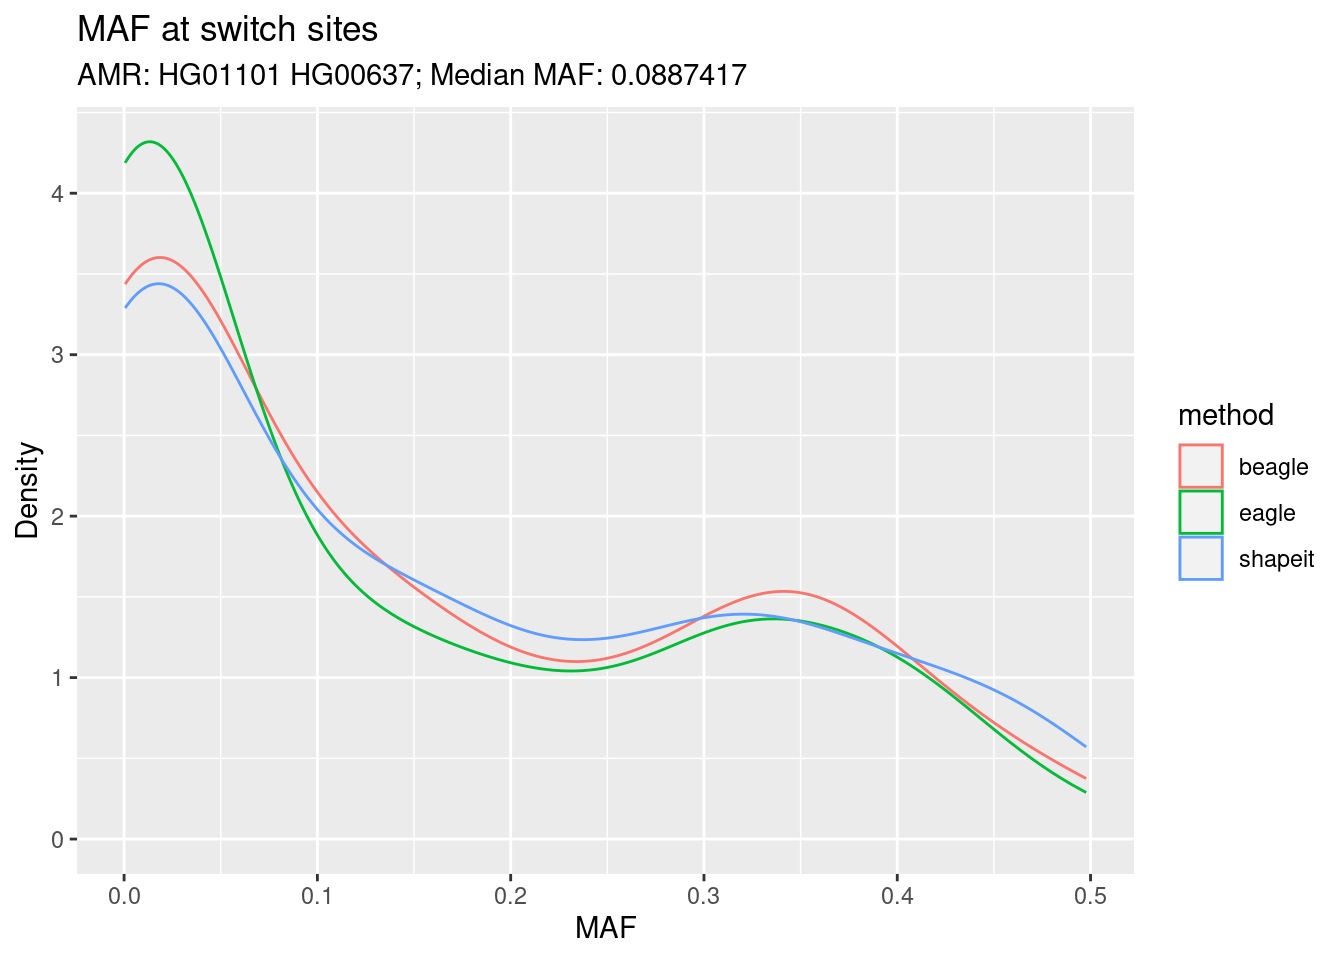 MAF at switch sites
AMR: HG01101 HG00637; Median MAF: 0.0887417
Density
4
3
2
1
0
0.0
0.1
0.2
0.3
0.4
0.5
MAF
method
beagle
eagle
shapeit